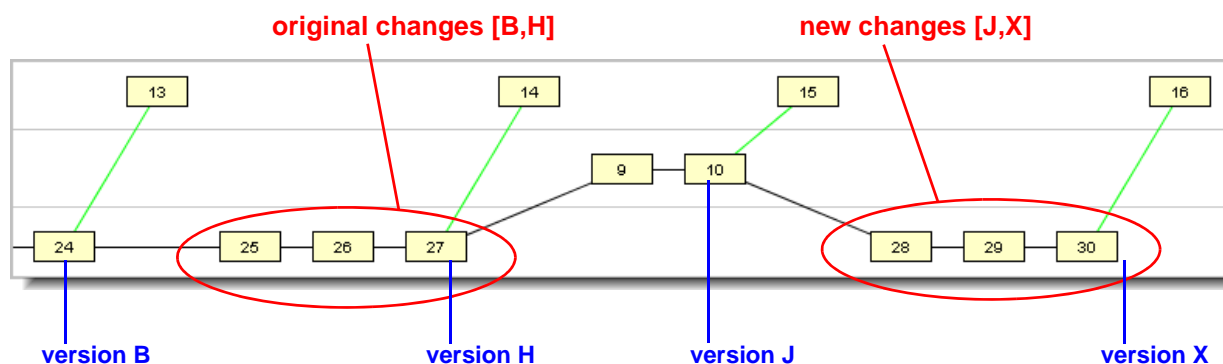 original changes [B,H] new changes [J,X]
13 14 15 16
9 10
24 25 26 27 28 29 30
version B version H version J version X